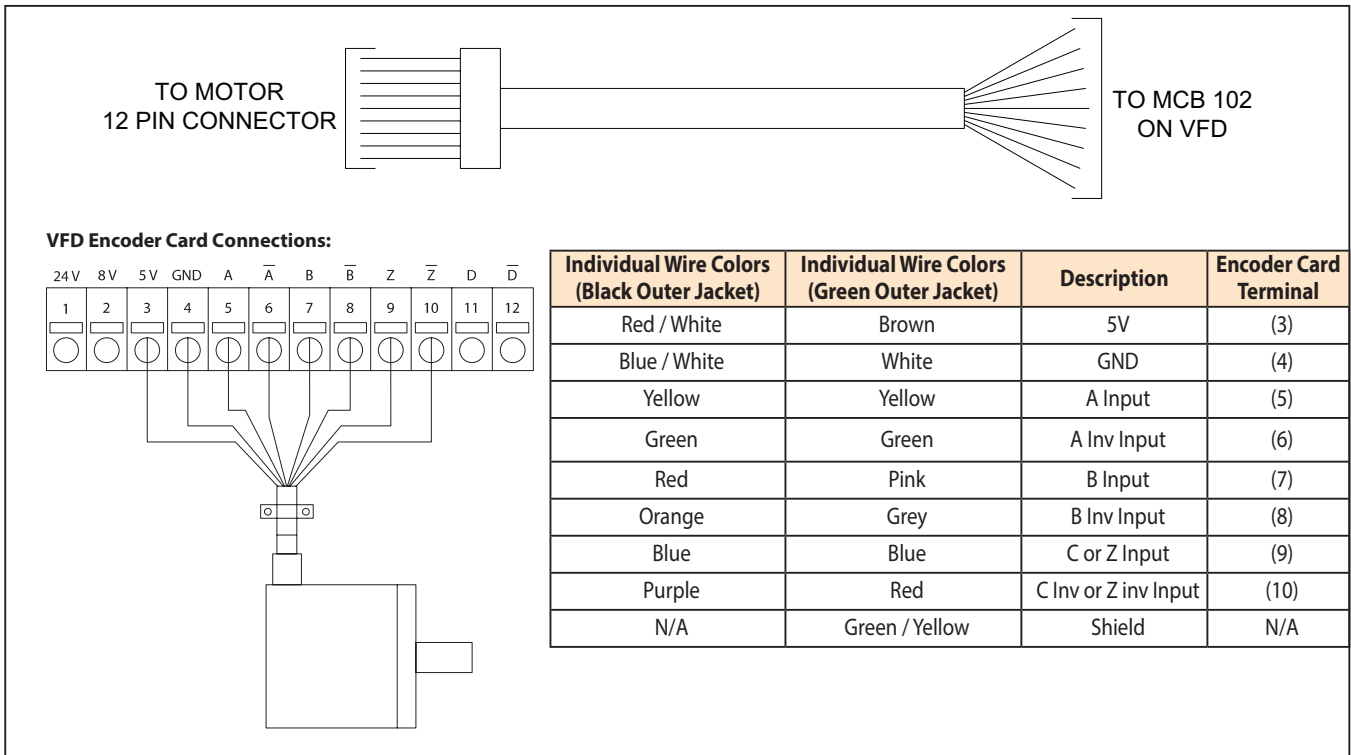 TO MOTOR
12 PIN CONNECTOR
TO MCB 102
ON VFD
VFD Encoder Card Connections:
24 V 8 V 5 V GND A A̅ B B̅ Z Z̅ D D̅
1 2 3 4 5 6 7 8 9 10 11 12
Individual Wire Colors (Black Outer Jacket) Individual Wire Colors (Green Outer Jacket) Description Encoder Card Terminal
Red / White Brown 5V (3)
Blue / White White GND (4)
Yellow Yellow A Input (5)
Green Green A Inv Input (6)
Red Pink B Input (7)
Orange Grey B Inv Input (8)
Blue Blue C or Z Input (9)
Purple Red C Inv or Z inv Input (10)
N/A Green / Yellow Shield N/A